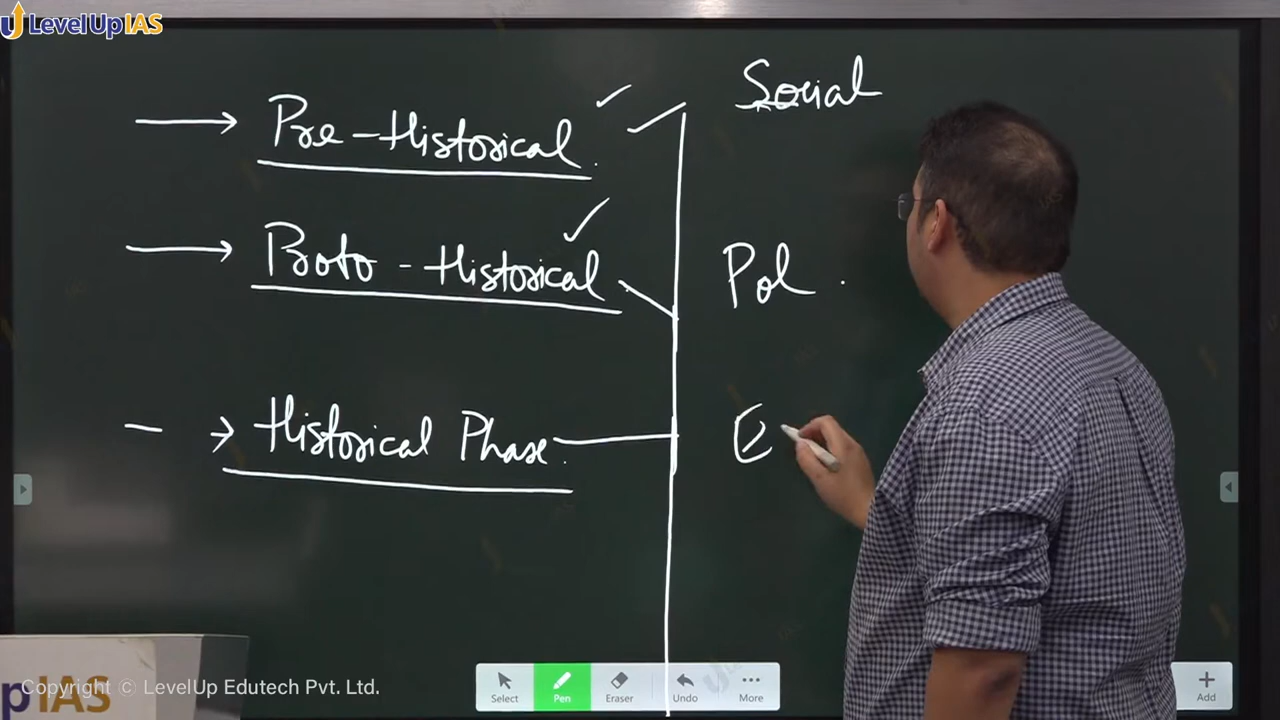 LevelUp IAS
Pre-Historical.
Proto-Historical.
Historical Phase.
Social
Pol.
E
Select
Pen
Eraser
Undo
More
Add
pIAS
Copyright © LevelUp Edutech Pvt. Ltd.